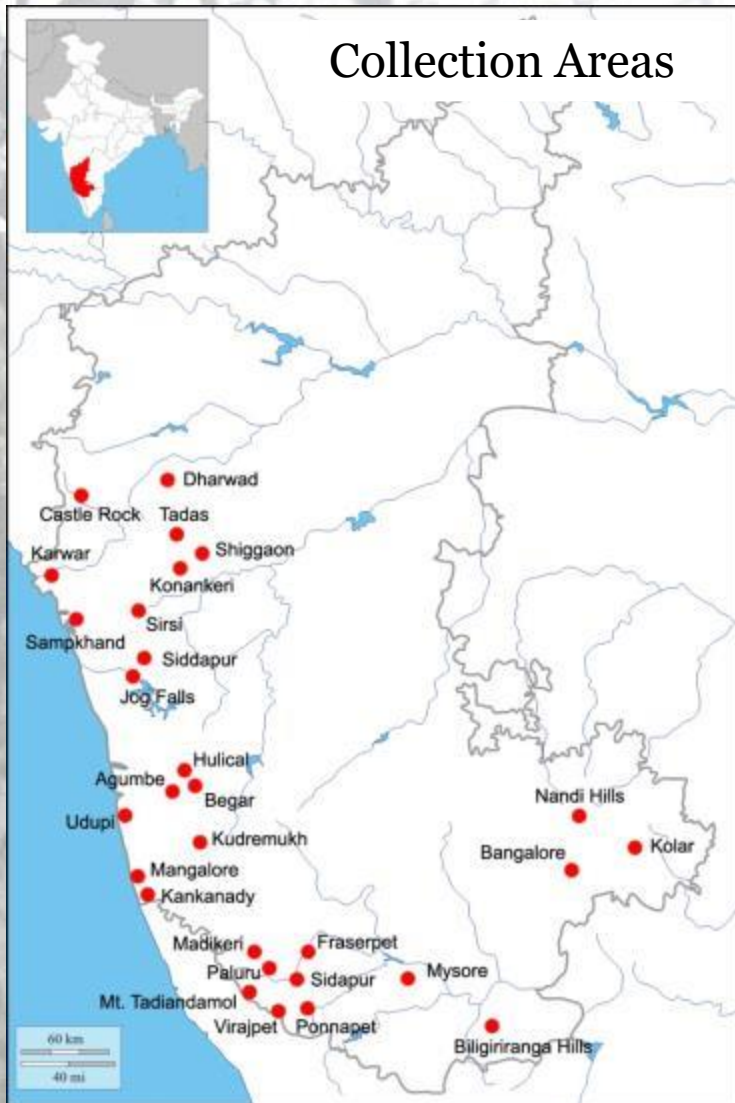 Collection Areas
Dharwad
Castle Rock
Tadas
Shiggaon
Karwar
Konankeri
Sirsi
Sampkhand
Siddapur
Jog Falls
Hulical
Agumbe
Begar
Nandi Hills
Udupi
Kudremukh
Kolar
Bangalore
Mangalore
Kankanady
Madikeri
Fraserpet
Paluru
Sidapur
Mysore
Mt. Tadiandamol
Virajpet
Ponnapet
Biligiriranga Hills
60 km
40 mi